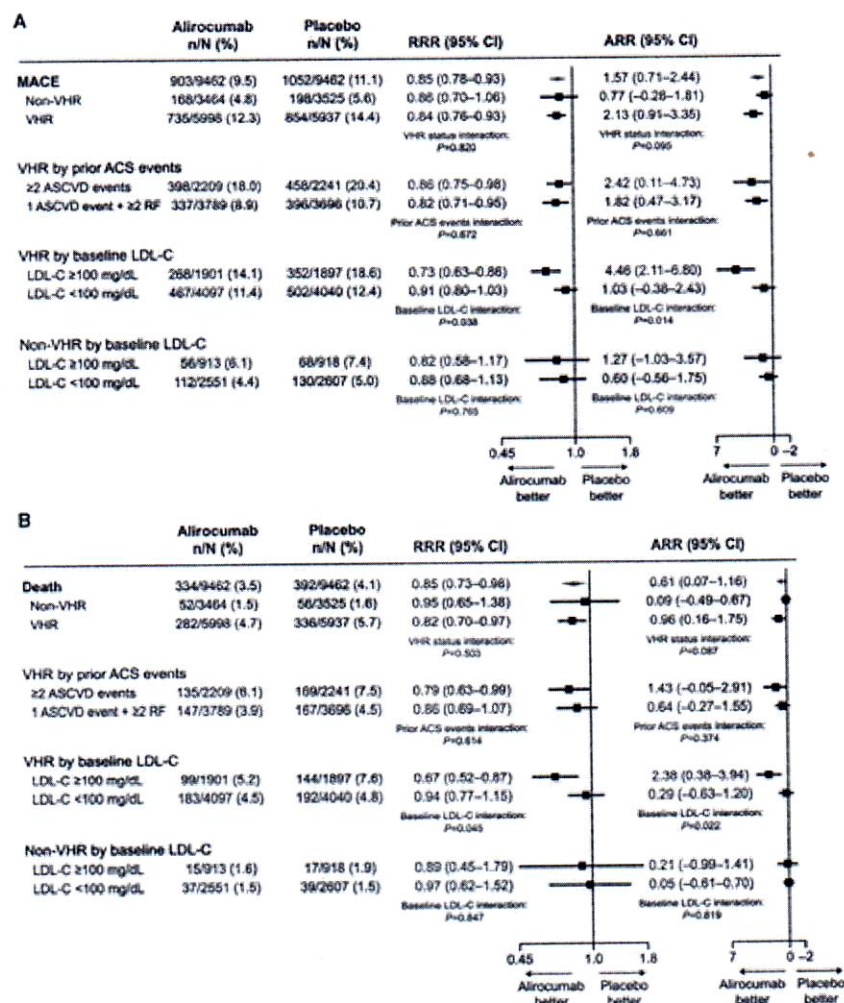 A
Alirocumab Placebo
n/N (%) n/N (%) RRR (95% CI) ARR (95% CI)
MACE 903/9462 (9.5) 1052/9462 (11.1) 0.85 (0.78–0.93) 1.57 (0.71–2.44)
Non-VHR 168/3464 (4.8) 198/3525 (5.6) 0.86 (0.70–1.06) 0.77 (−0.28–1.81)
VHR 735/5998 (12.3) 854/5937 (14.4) 0.84 (0.76–0.93) 2.13 (0.91–3.35)
VHR status interaction: VHR status interaction:
P=0.820 P=0.095
VHR by prior ACS events
≥2 ASCVD events 398/2209 (18.0) 458/2241 (20.4) 0.86 (0.75–0.98) 2.42 (0.11–4.73)
1 ASCVD event + ≥2 RF 337/3789 (8.9) 396/3696 (10.7) 0.82 (0.71–0.95) 1.82 (0.47–3.17)
Prior ACS events interaction: Prior ACS events interaction:
P=0.672 P=0.661
VHR by baseline LDL-C
LDL-C ≥100 mg/dL 268/1901 (14.1) 352/1897 (18.6) 0.73 (0.63–0.86) 4.46 (2.11–6.80)
LDL-C <100 mg/dL 467/4097 (11.4) 502/4040 (12.4) 0.91 (0.80–1.03) 1.03 (−0.38–2.43)
Baseline LDL-C interaction: Baseline LDL-C interaction:
P=0.038 P=0.014
Non-VHR by baseline LDL-C
LDL-C ≥100 mg/dL 56/913 (6.1) 68/918 (7.4) 0.82 (0.58–1.17) 1.27 (−1.03–3.57)
LDL-C <100 mg/dL 112/2551 (4.4) 130/2607 (5.0) 0.88 (0.68–1.13) 0.60 (−0.56–1.75)
Baseline LDL-C interaction: Baseline LDL-C interaction:
P=0.765 P=0.609
0.45 1.0 1.8 7 0 −2
Alirocumab better Placebo better Alirocumab better Placebo better
B
Alirocumab Placebo
n/N (%) n/N (%) RRR (95% CI) ARR (95% CI)
Death 334/9462 (3.5) 392/9462 (4.1) 0.85 (0.73–0.98) 0.61 (0.07–1.16)
Non-VHR 52/3464 (1.5) 56/3525 (1.6) 0.95 (0.65–1.38) 0.09 (−0.49–0.67)
VHR 282/5998 (4.7) 336/5937 (5.7) 0.82 (0.70–0.97) 0.96 (0.16–1.75)
VHR status interaction: VHR status interaction:
P=0.503 P=0.087
VHR by prior ACS events
≥2 ASCVD events 135/2209 (6.1) 169/2241 (7.5) 0.79 (0.63–0.99) 1.43 (−0.05–2.91)
1 ASCVD event + ≥2 RF 147/3789 (3.9) 167/3696 (4.5) 0.86 (0.69–1.07) 0.64 (−0.27–1.55)
Prior ACS events interaction: Prior ACS events interaction:
P=0.614 P=0.374
VHR by baseline LDL-C
LDL-C ≥100 mg/dL 99/1901 (5.2) 144/1897 (7.6) 0.67 (0.52–0.87) 2.38 (0.38–3.94)
LDL-C <100 mg/dL 183/4097 (4.5) 192/4040 (4.8) 0.94 (0.77–1.15) 0.29 (−0.63–1.20)
Baseline LDL-C interaction: Baseline LDL-C interaction:
P=0.045 P=0.022
Non-VHR by baseline LDL-C
LDL-C ≥100 mg/dL 15/913 (1.6) 17/918 (1.9) 0.89 (0.45–1.79) 0.21 (−0.99–1.41)
LDL-C <100 mg/dL 37/2551 (1.5) 39/2607 (1.5) 0.97 (0.62–1.52) 0.05 (−0.61–0.70)
Baseline LDL-C interaction: Baseline LDL-C interaction:
P=0.847 P=0.819
0.45 1.0 1.8 7 0 −2
Alirocumab better Placebo better Alirocumab better Placebo better